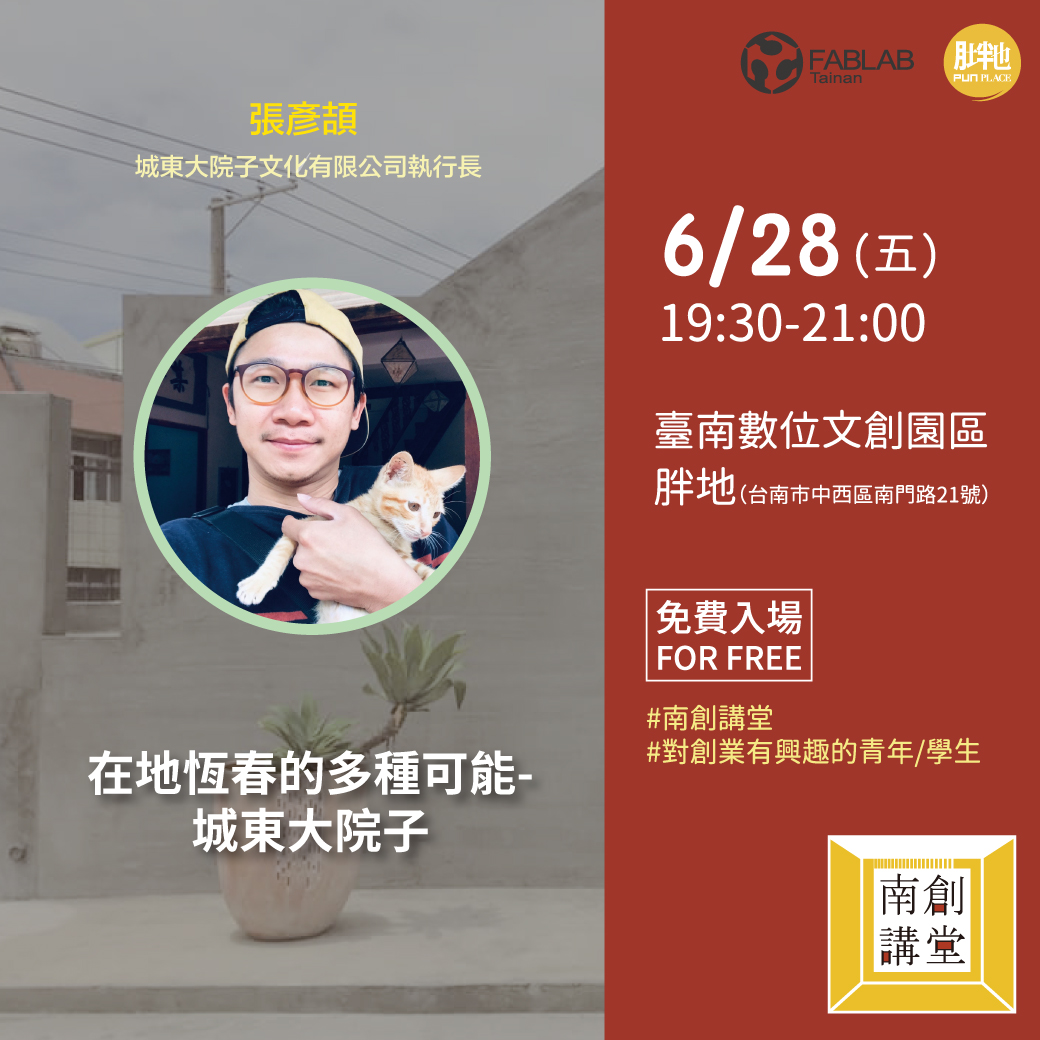 張彥頡
城東大院子文化有限公司執行長
在地恆春的多種可能-
城東大院子
FABLAB
Tainan
胖地
PUN PLACE
6/28(五)
19:30-21:00
臺南數位文創園區
胖地(台南市中西區南門路21號)
免費入場
FOR FREE
#南創講堂
#對創業有興趣的青年/學生
南創
講堂